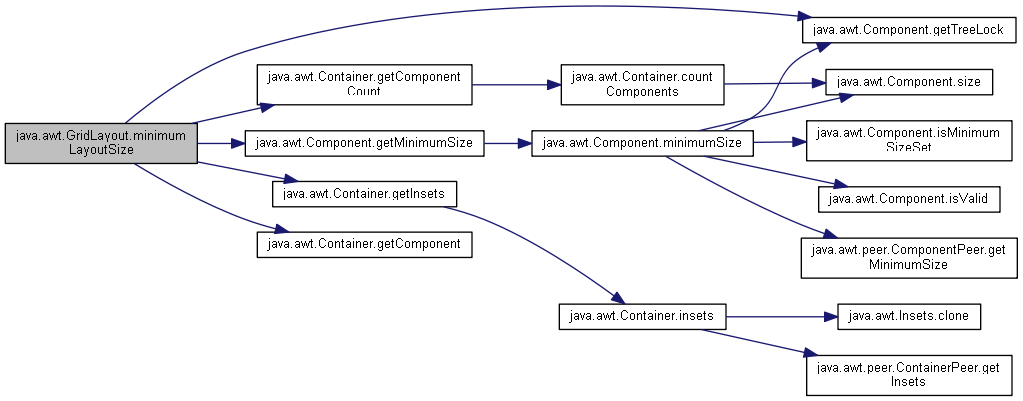 java.awt.GridLayout.minimum
LayoutSize
java.awt.Component.getTreeLock
java.awt.Container.getComponent
Count
java.awt.Container.count
Components
java.awt.Component.size
java.awt.Component.getMinimumSize
java.awt.Component.minimumSize
java.awt.Component.isMinimum
SizeSet
java.awt.Container.getInsets
java.awt.Component.isValid
java.awt.Container.getComponent
java.awt.peer.ComponentPeer.get
MinimumSize
java.awt.Container.insets
java.awt.Insets.clone
java.awt.peer.ContainerPeer.get
Insets